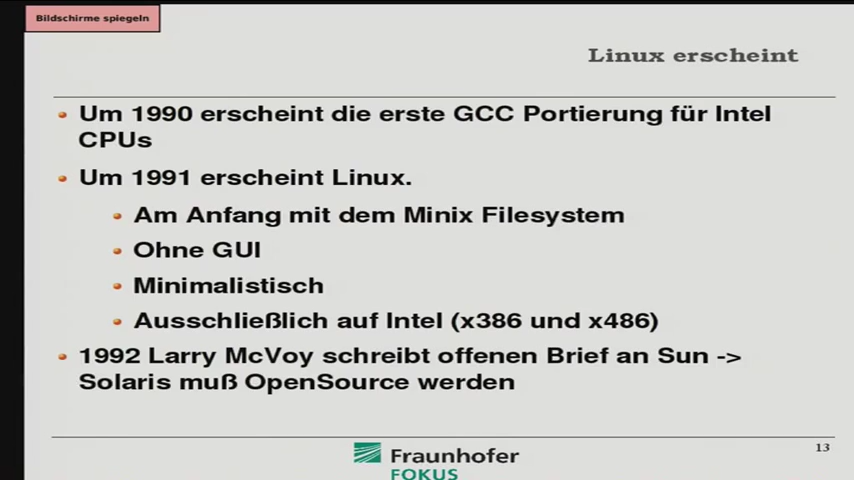 Bildschirme spiegeln
Linux erscheint
Um 1990 erscheint die erste GCC Portierung für Intel
CPUs
Um 1991 erscheint Linux.
Am Anfang mit dem Minix Filesystem
Ohne GUI
Minimalistisch
Ausschließlich auf Intel (x386 und x486)
1992 Larry McVoy schreibt offenen Brief an Sun ->
Solaris muß OpenSource werden
Fraunhofer
FOKUS
13